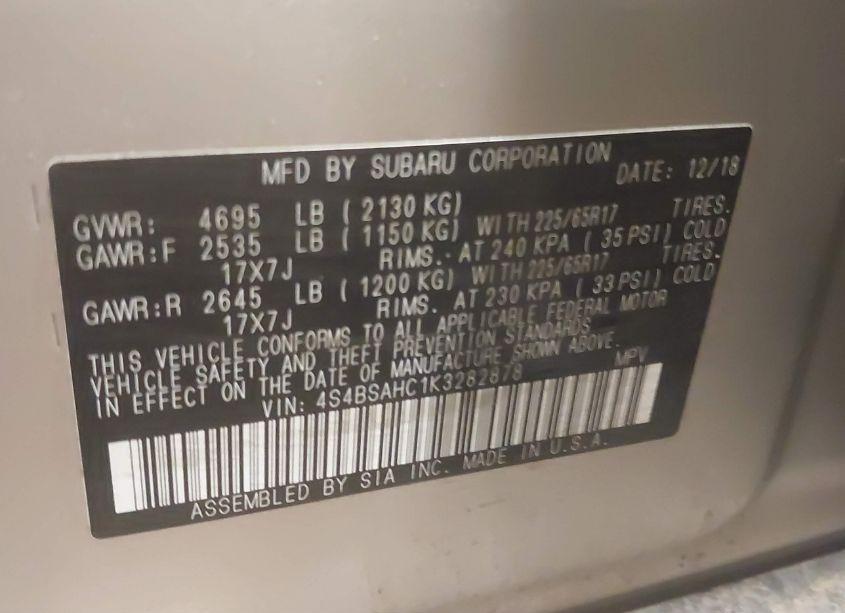 MFD BY SUBARU CORPORATION DATE: 12/18
GVWR: 4695 LB ( 2130 KG)
GAWR:F 2535 LB ( 1150 KG) WITH 225/65R17 TIRES.
17X7J RIMS. AT 240 KPA ( 35 PSI) COLD
GAWR:R 2645 LB ( 1200 KG) WITH 225/65R17 TIRES.
17X7J RIMS. AT 230 KPA ( 33 PSI) COLD
THIS VEHICLE CONFORMS TO ALL APPLICABLE FEDERAL MOTOR
VEHICLE SAFETY AND THEFT PREVENTION STANDARDS
IN EFFECT ON THE DATE OF MANUFACTURE SHOWN ABOVE.
VIN: 4S4BSAHC1K3282878 MPV
ASSEMBLED BY SIA INC. MADE IN U.S.A.